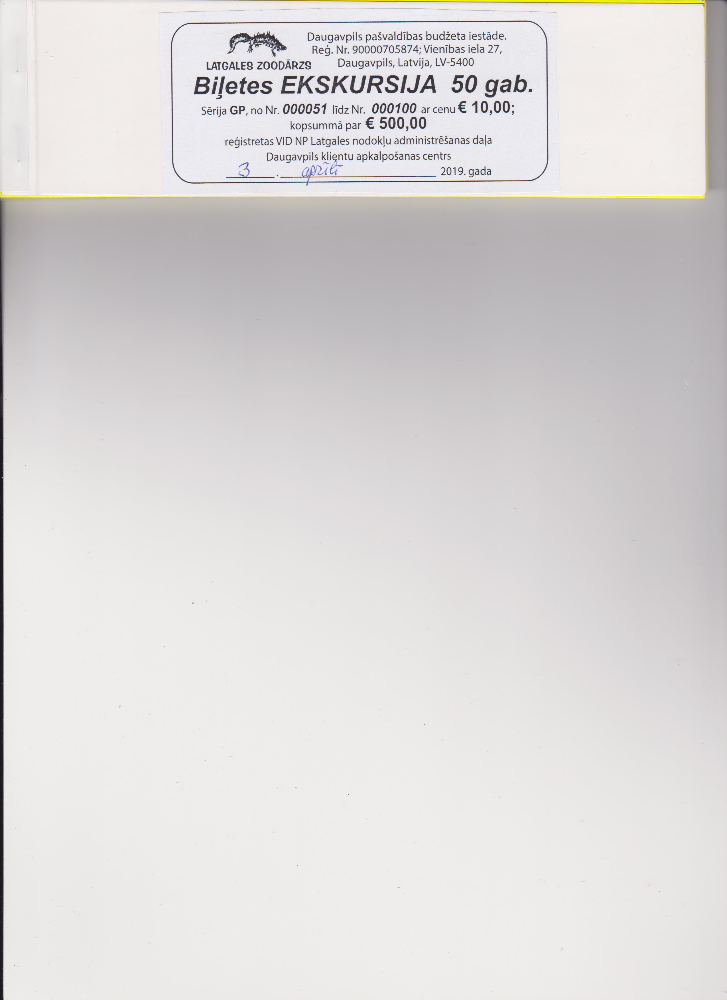 Daugavpils pašvaldības budžeta iestāde.
Reģ. Nr. 90000705874; Vienības iela 27,
Daugavpils, Latvija, LV-5400
LATGALES ZOODĀRZS
Biļetes EKSKURSIJA 50 gab.
Sērija GP, no Nr. 000051 līdz Nr. 000100 ar cenu € 10,00;
kopsummā par € 500,00
reģistretas VID NP Latgales nodokļu administrēšanas daļa
Daugavpils klientu apkalpošanas centrs
3 . aprīlī 2019. gada